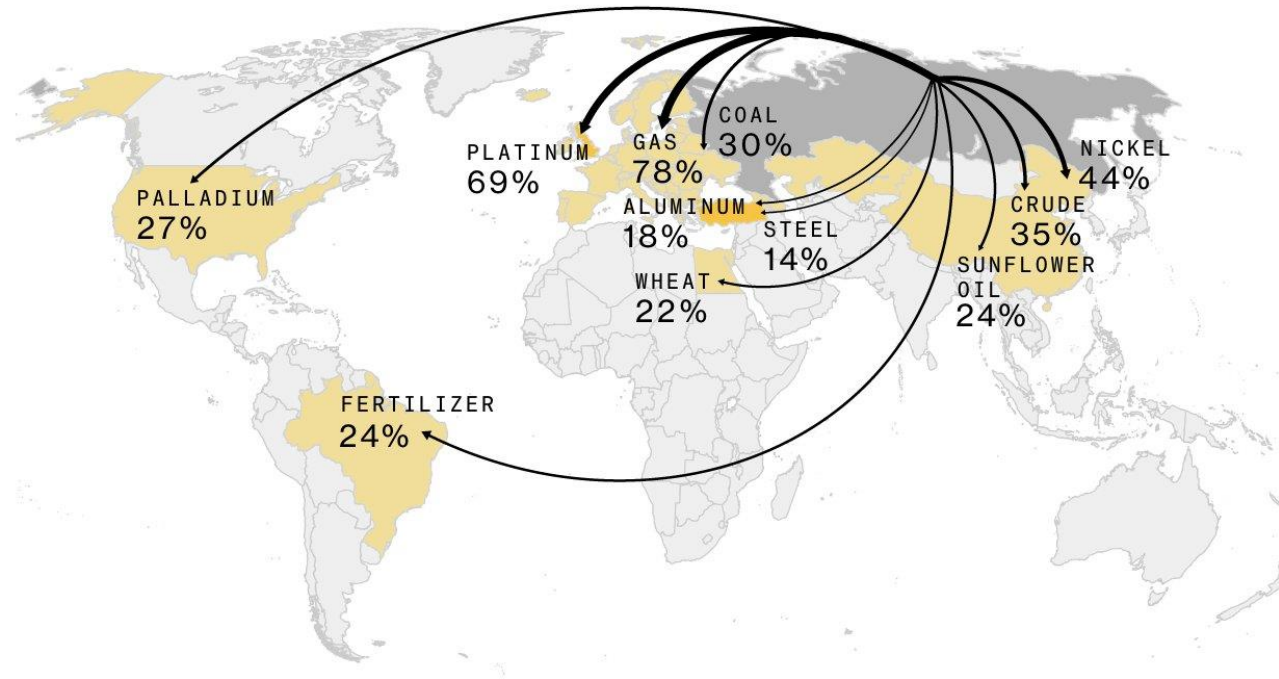 COAL
30%
GAS
78%
PLATINUM
69%
NICKEL
44%
PALLADIUM
27%
ALUMINUM
18%
STEEL
14%
CRUDE
35%
WHEAT
22%
SUNFLOWER
OIL
24%
FERTILIZER
24%